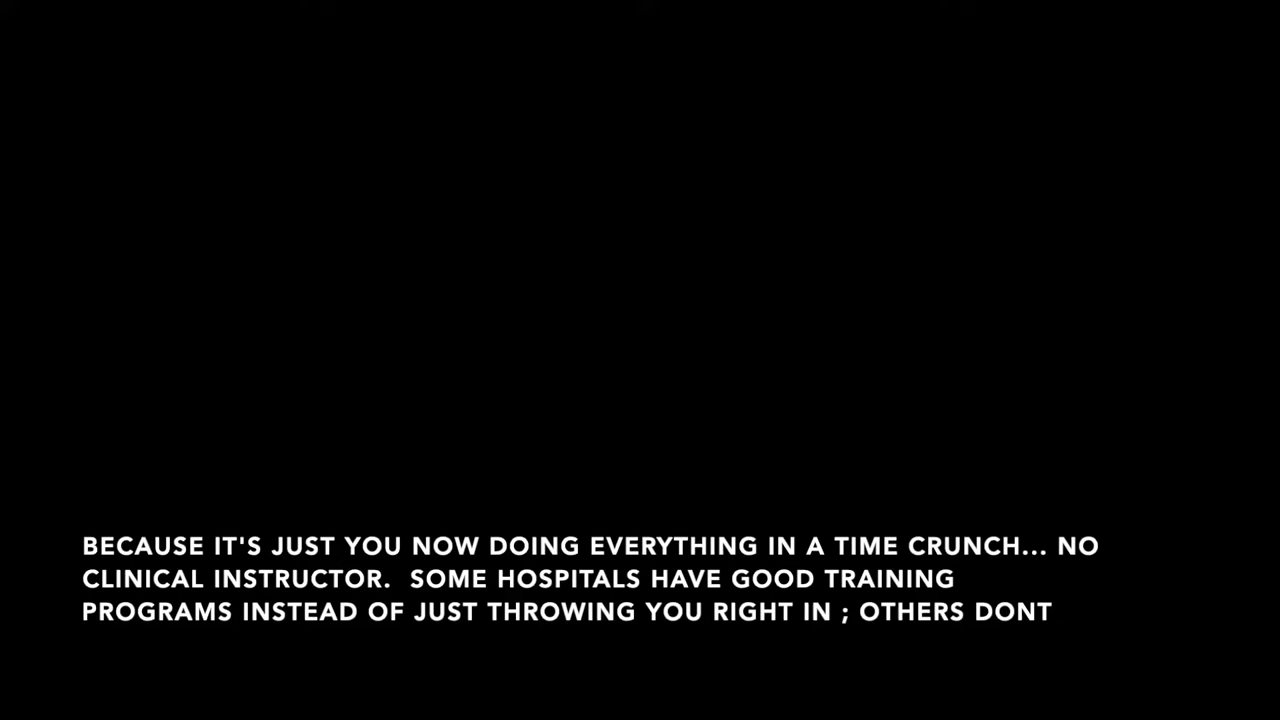 BECAUSE IT'S JUST YOU NOW DOING EVERYTHING IN A TIME CRUNCH... NO
CLINICAL INSTRUCTOR.  SOME HOSPITALS HAVE GOOD TRAINING
PROGRAMS INSTEAD OF JUST THROWING YOU RIGHT IN ; OTHERS DONT